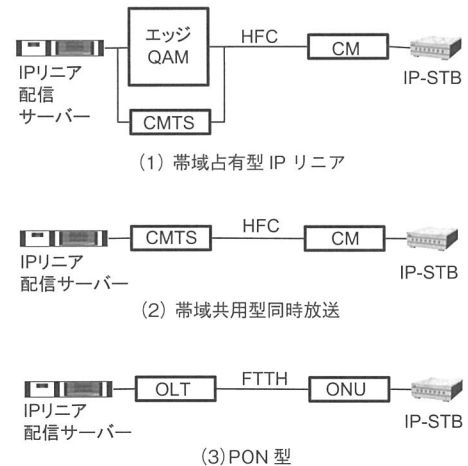 エッジ
QAM
HFC
CM
IPリニア
配信
サーバー
IP-STB
CMTS
(1) 帯域占有型 IP リニア
CMTS
HFC
CM
IPリニア
配信サーバー
IP-STB
(2) 帯域共用型同時放送
OLT
FTTH
ONU
IPリニア
配信サーバー
IP-STB
(3)PON 型